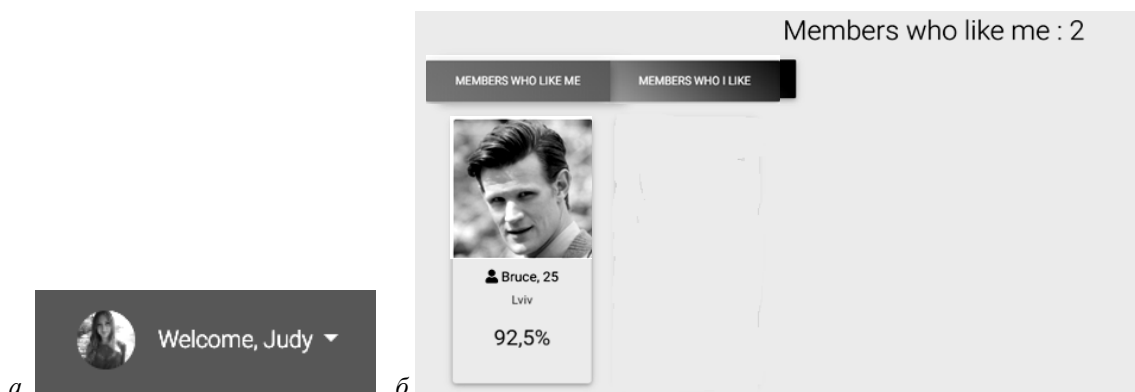 Members who like me : 2
MEMBERS WHO LIKE ME MEMBERS WHO I LIKE
Bruce, 25
Lviv
92,5%
Welcome, Judy
а
б